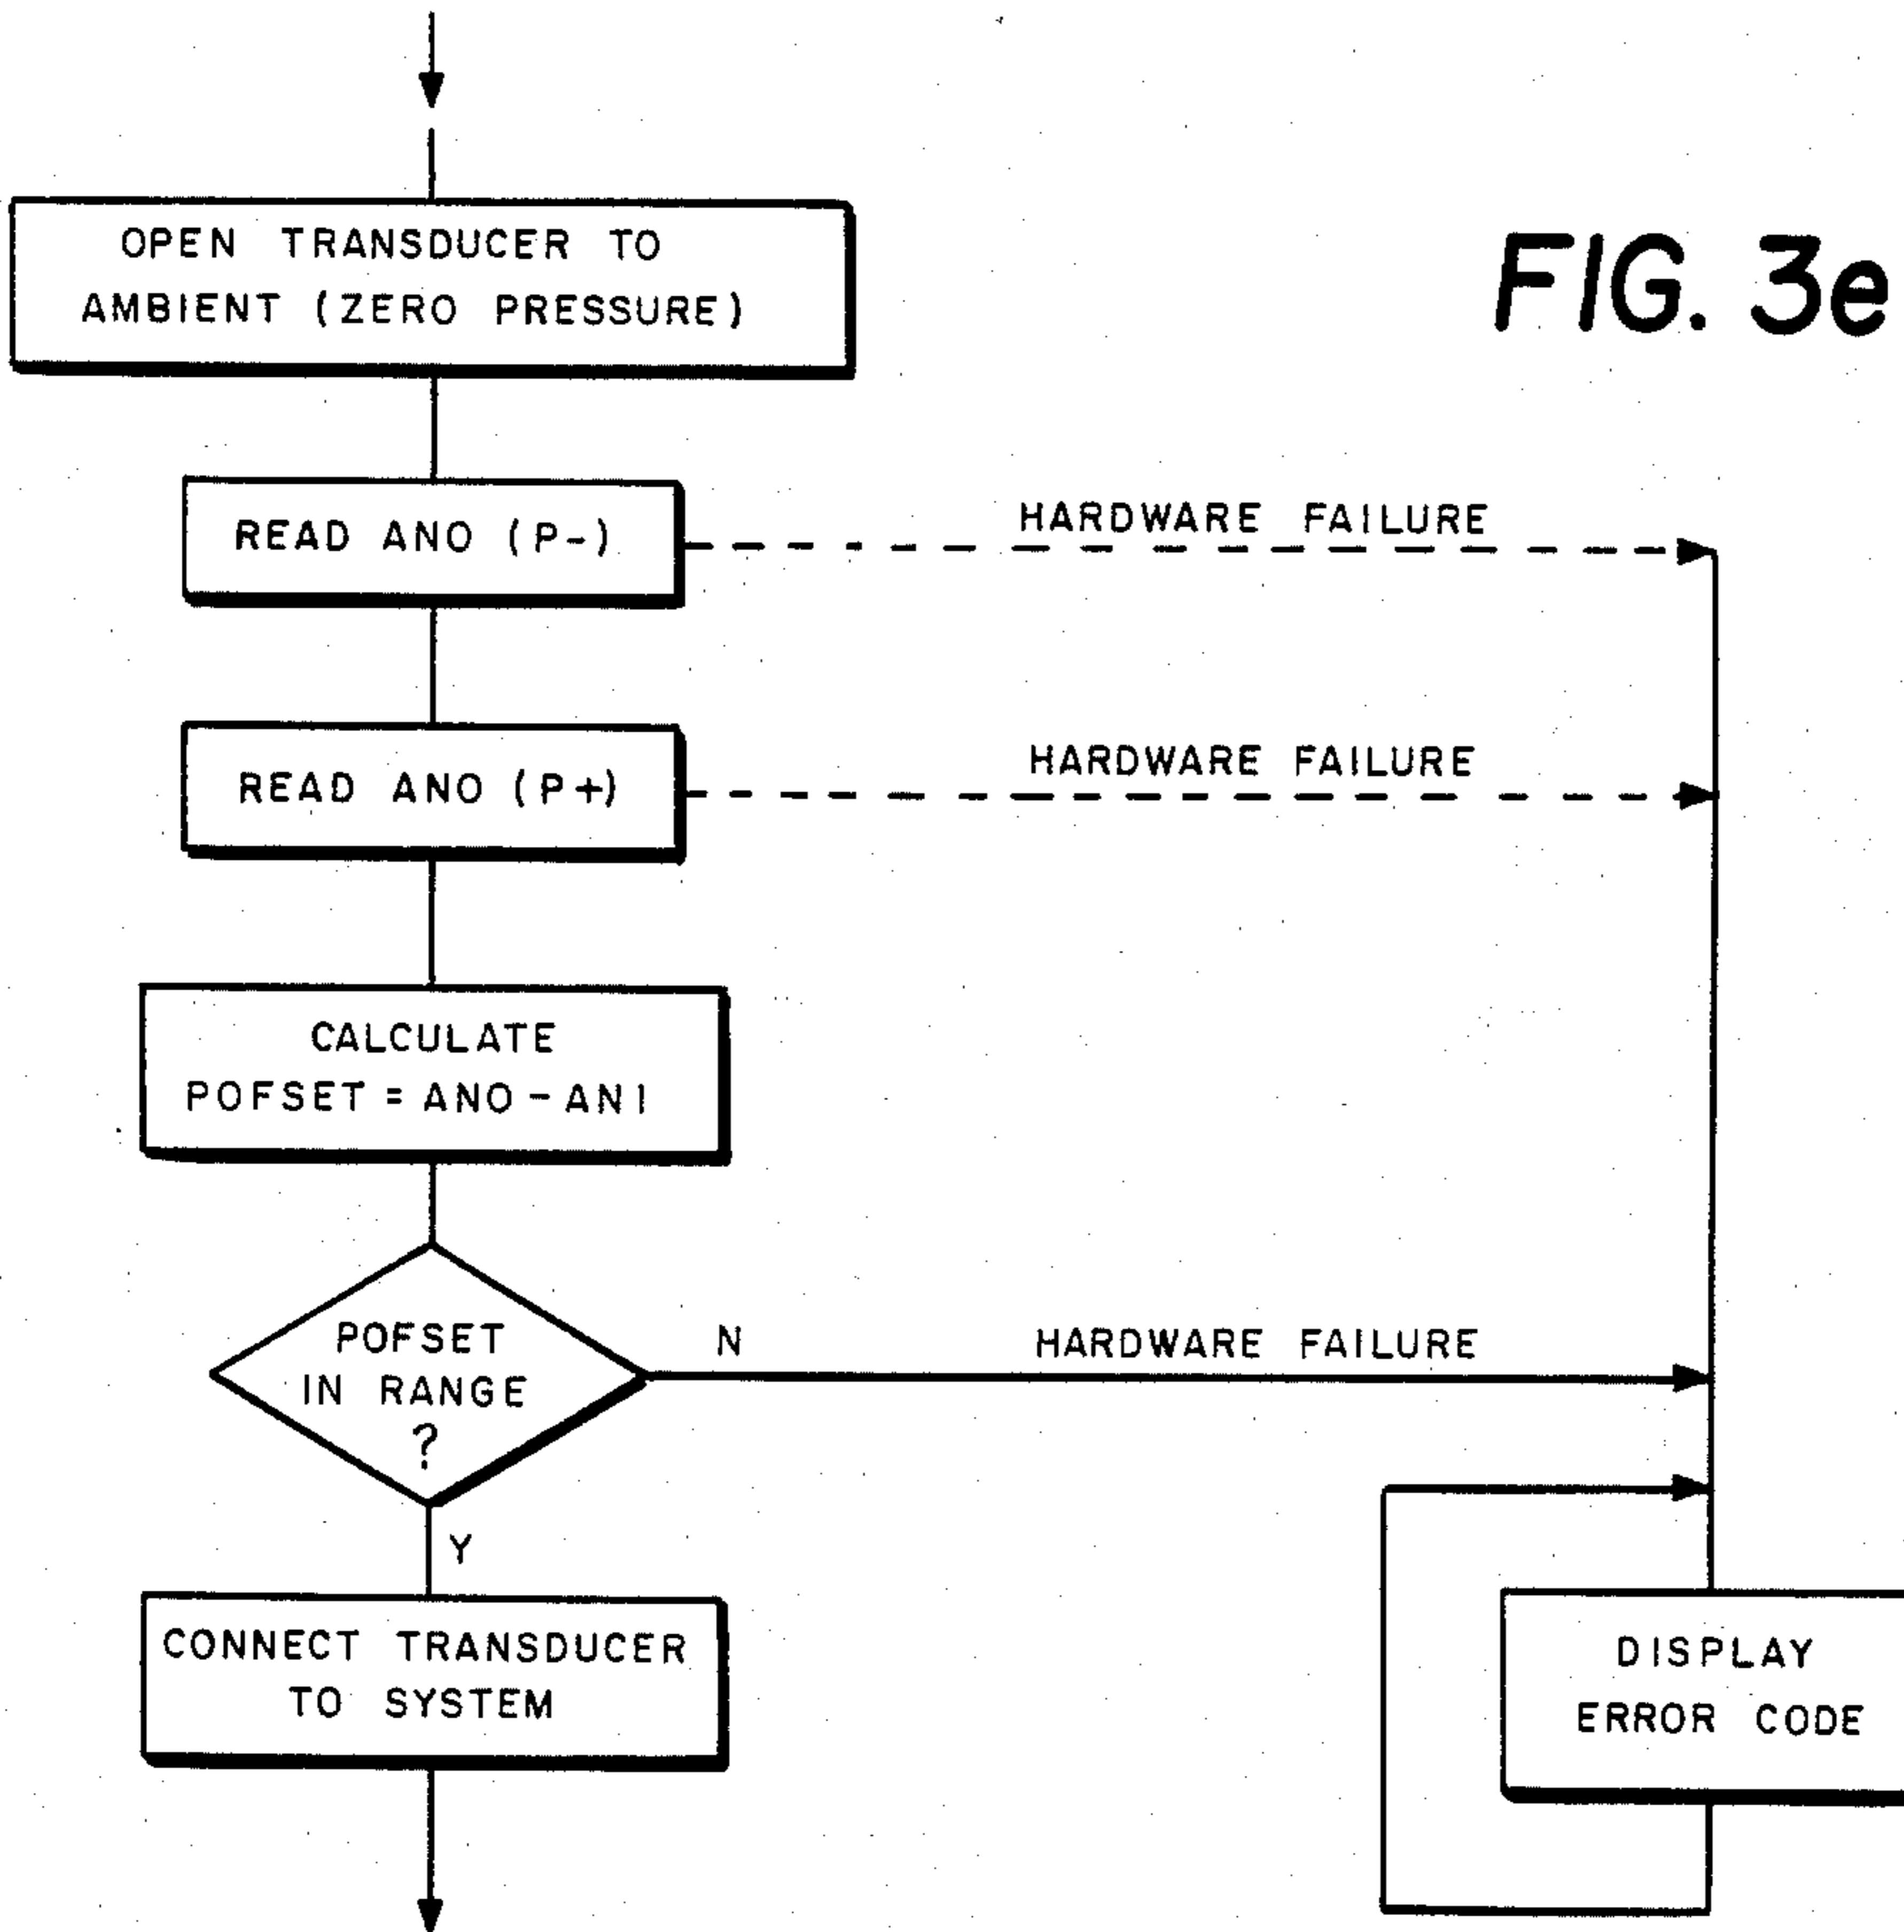 FIG. 3e
OPEN TRANSDUCER TO
AMBIENT (ZERO PRESSURE)
READ ANO (P-)
HARDWARE FAILURE
READ ANO (P+)
HARDWARE FAILURE
CALCULATE
POFSET = ANO - ANI
POFSET
IN RANGE
?
N
HARDWARE FAILURE
Y
CONNECT TRANSDUCER
TO SYSTEM
DISPLAY
ERROR CODE